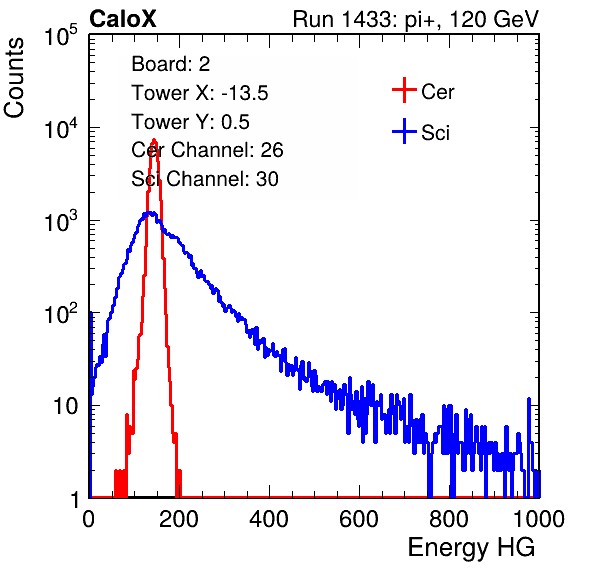 CaloX Run 1433: pi+, 120 GeV
Counts
Board: 2
Tower X: -13.5
Tower Y: 0.5
Cer Channel: 26
Sci Channel: 30
Cer
Sci
10^5
10^4
10^3
10^2
10
1
0 200 400 600 800 1000
Energy HG